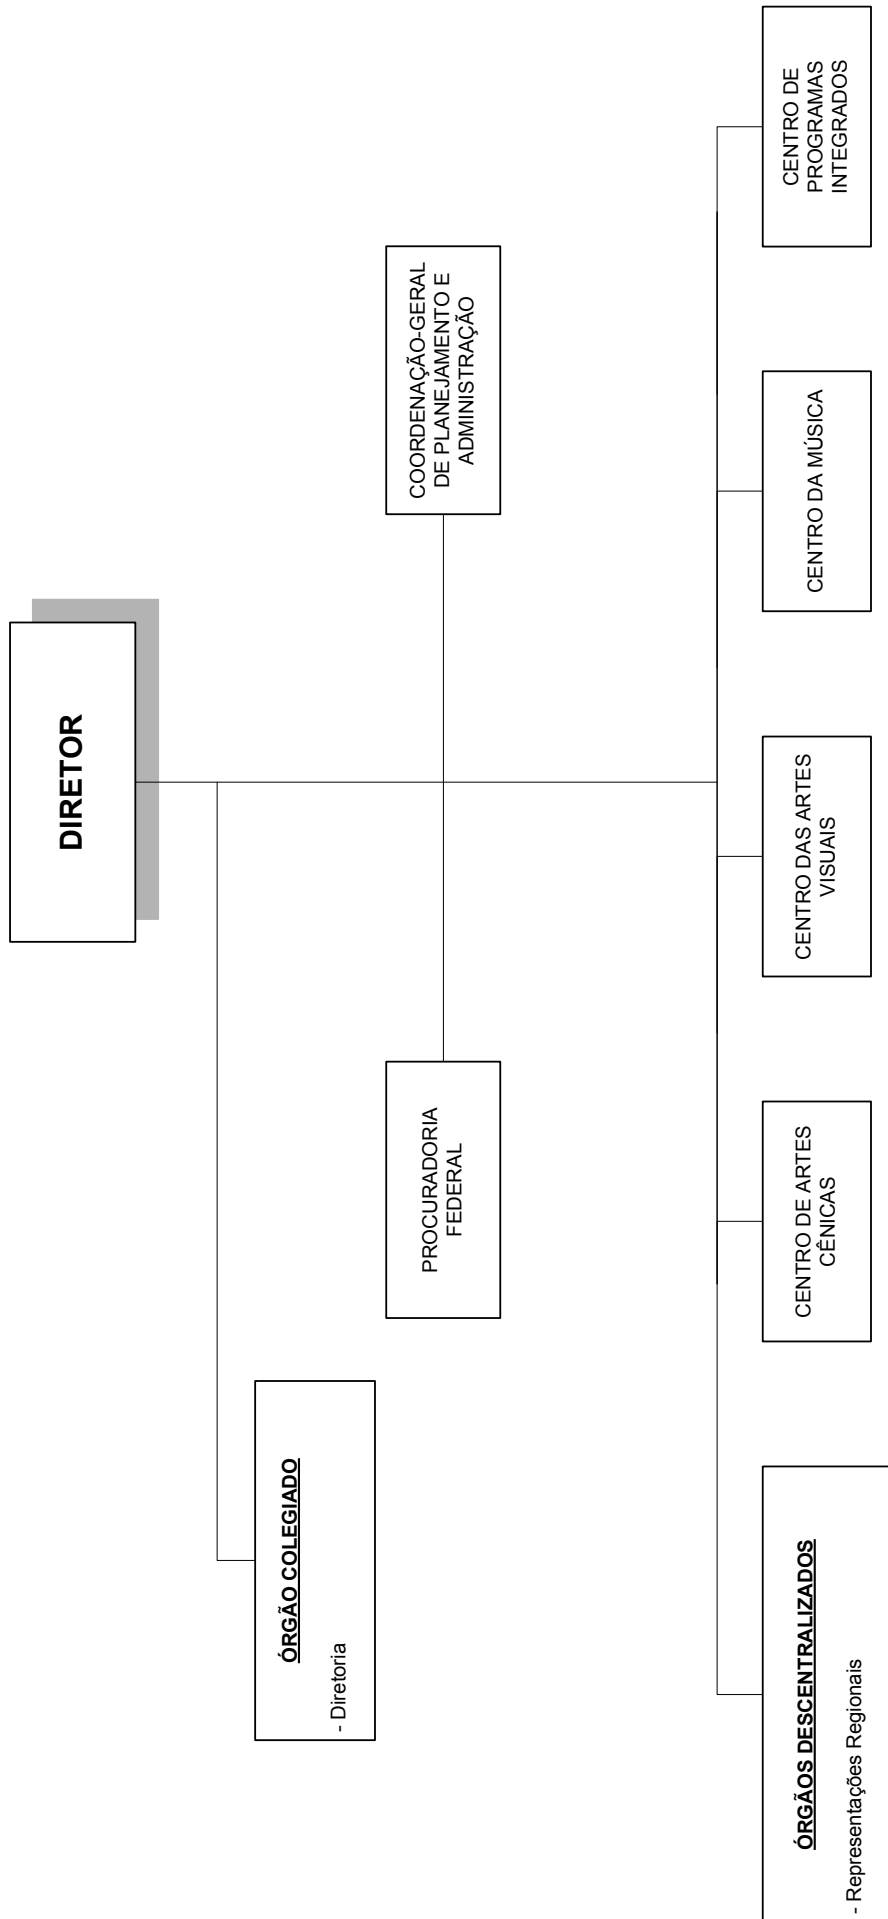 DIRETOR
ÓRGÃO COLEGIADO
- Diretoria
PROCURADORIA
FEDERAL
COORDENAÇÃO-GERAL
DE PLANEJAMENTO E
ADMINISTRAÇÃO
ÓRGÃOS DESCENTRALIZADOS
- Representações Regionais
CENTRO DE ARTES
CÊNICAS
CENTRO DAS ARTES
VISUAIS
CENTRO DA MÚSICA
CENTRO DE
PROGRAMAS
INTEGRADOS